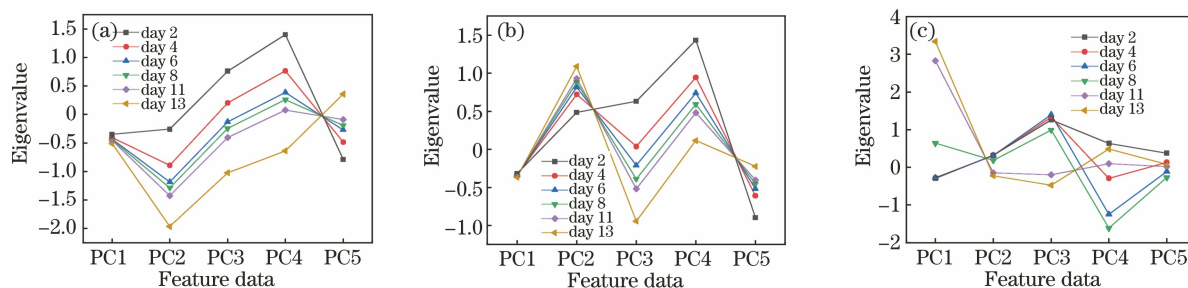 (a)
day 2
day 4
day 6
day 8
day 11
day 13
1.5
1.0
0.5
0
−0.5
−1.0
−1.5
−2.0
Eigenvalue
PC1 PC2 PC3 PC4 PC5
Feature data
(b)
1.5
1.0
0.5
0
−0.5
−1.0
Eigenvalue
day 2
day 4
day 6
day 8
day 11
day 13
PC1 PC2 PC3 PC4 PC5
Feature data
(c)
day 2
day 4
day 6
day 8
day 11
day 13
4
3
2
1
0
−1
−2
Eigenvalue
PC1 PC2 PC3 PC4 PC5
Feature data